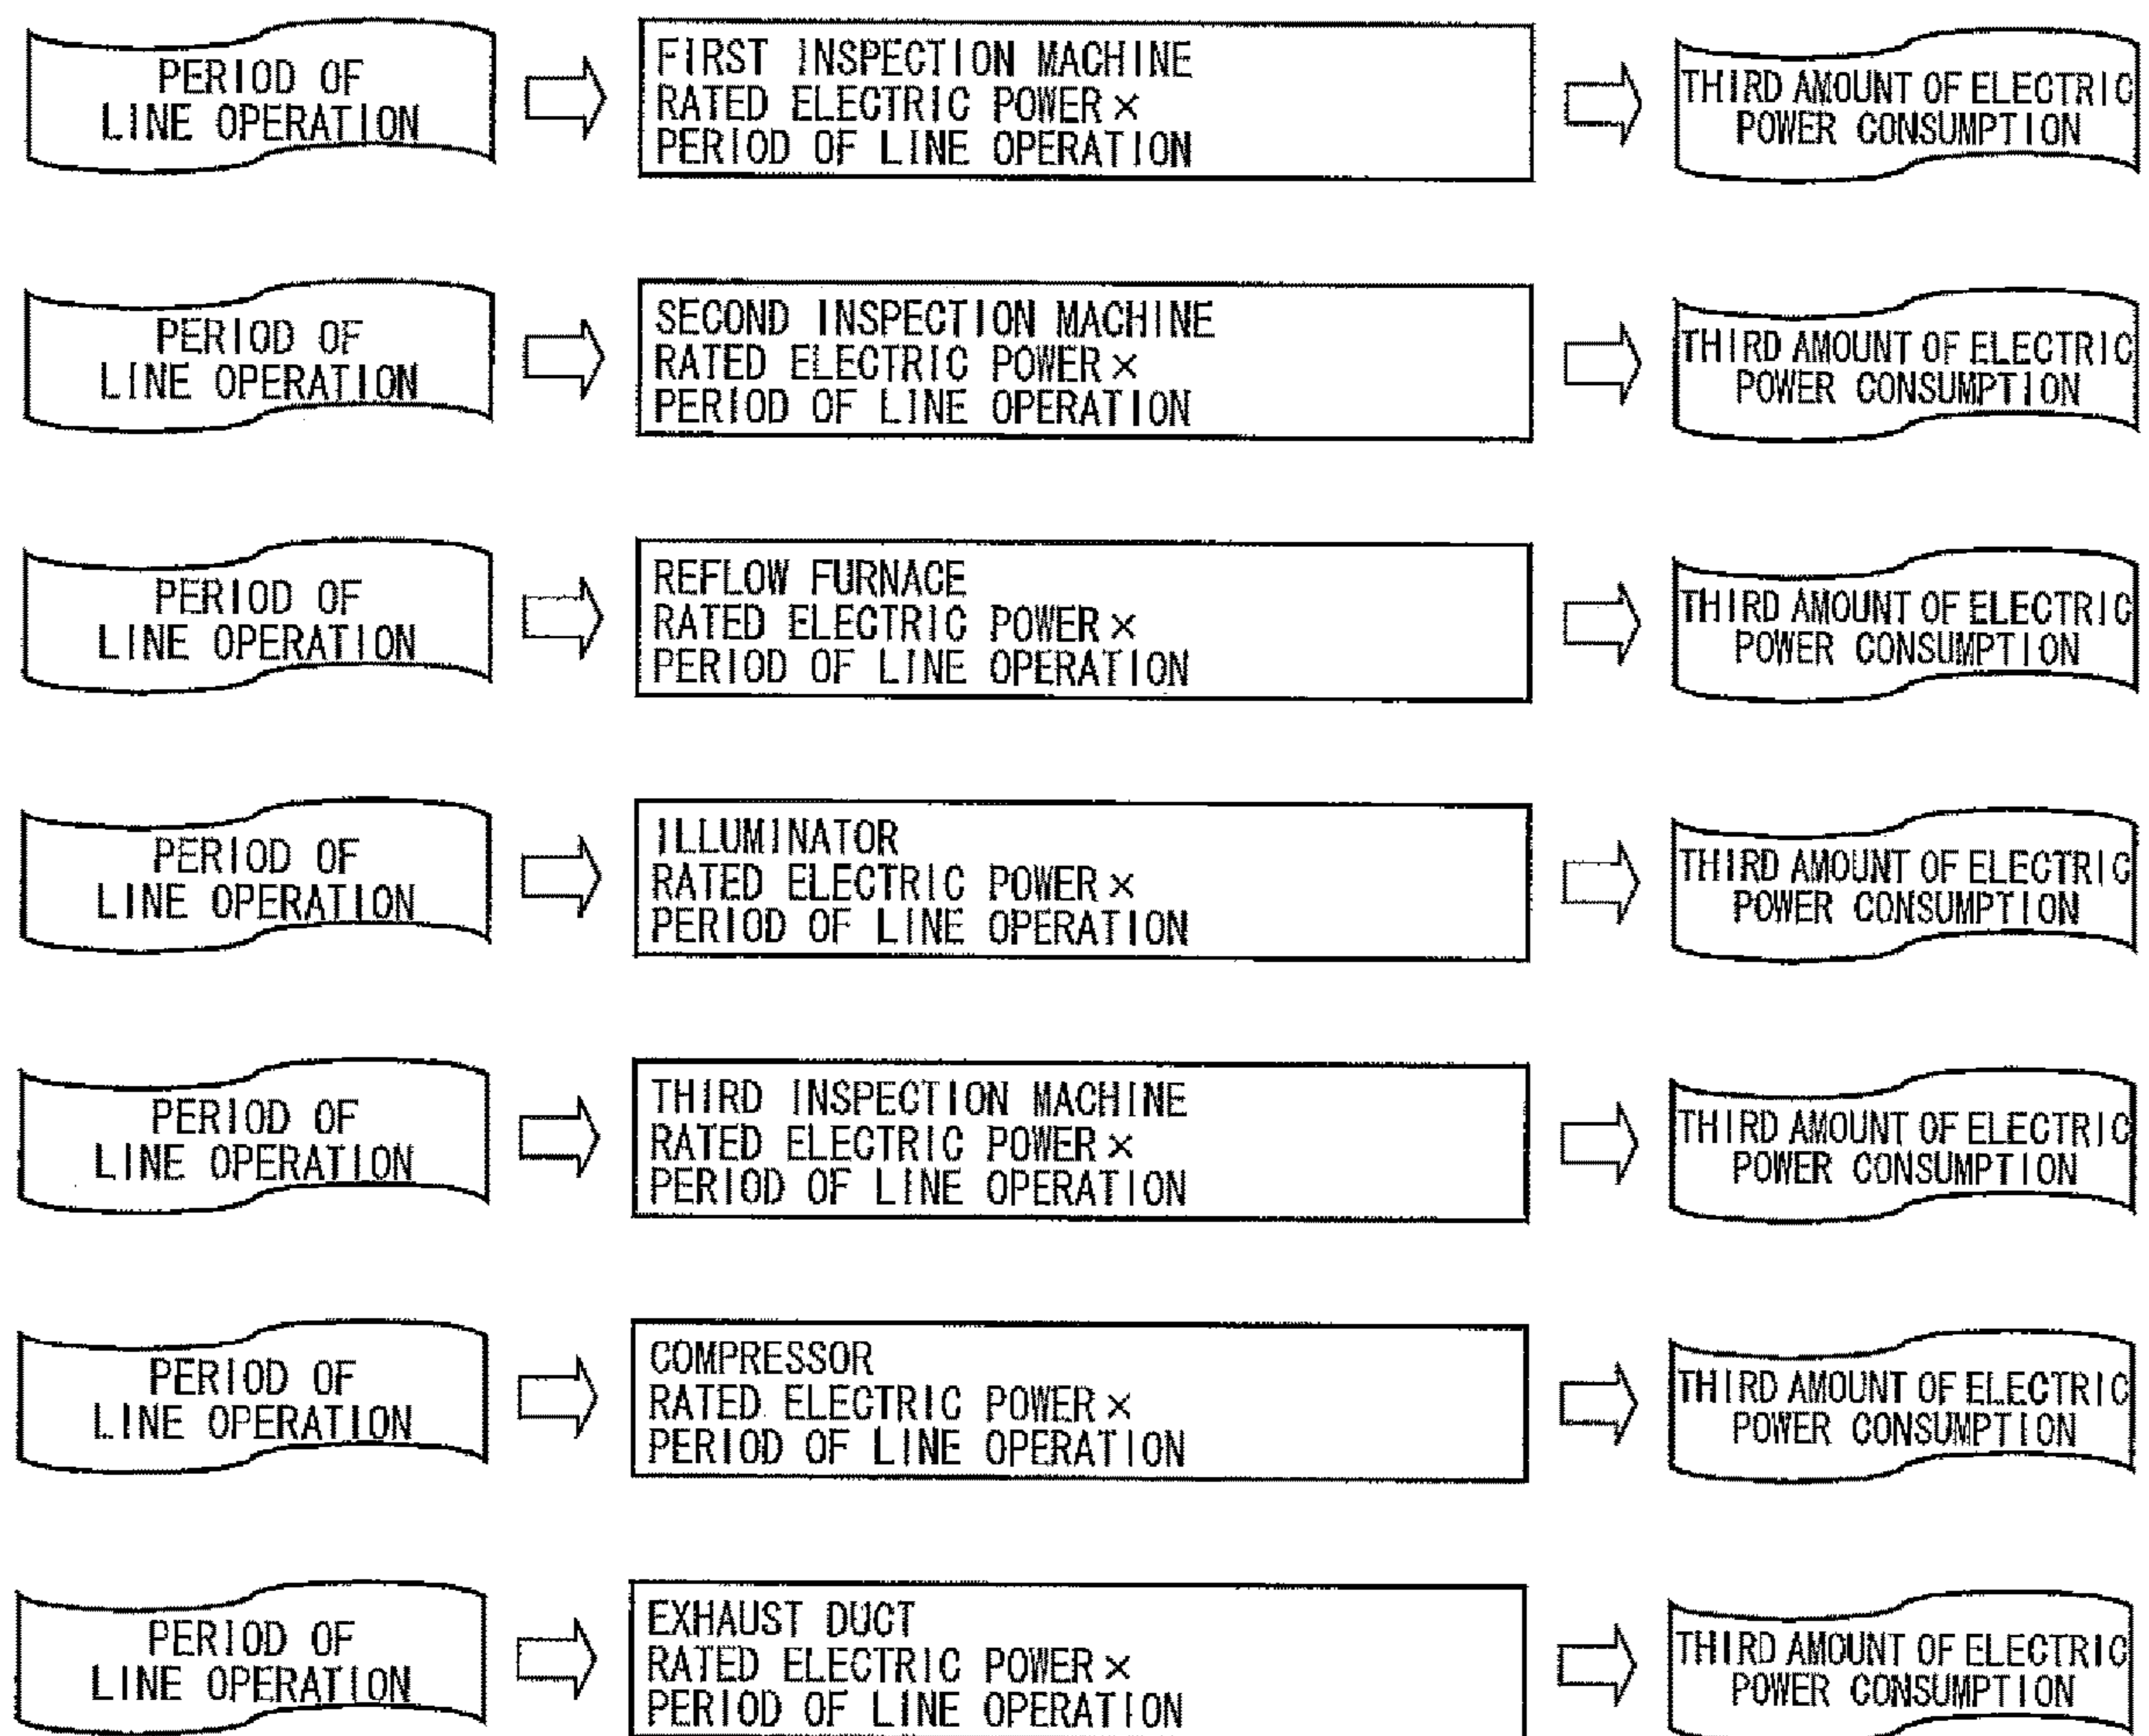 PERIOD OF
LINE OPERATION
FIRST INSPECTION MACHINE
RATED ELECTRIC POWER×
PERIOD OF LINE OPERATION
THIRD AMOUNT OF ELECTRIC
POWER CONSUMPTION
PERIOD OF
LINE OPERATION
SECOND INSPECTION MACHINE
RATED ELECTRIC POWER×
PERIOD OF LINE OPERATION
THIRD AMOUNT OF ELECTRIC
POWER CONSUMPTION
PERIOD OF
LINE OPERATION
REFLOW FURNACE
RATED ELECTRIC POWER×
PERIOD OF LINE OPERATION
THIRD AMOUNT OF ELECTRIC
POWER CONSUMPTION
PERIOD OF
LINE OPERATION
ILLUMINATOR
RATED ELECTRIC POWER×
PERIOD OF LINE OPERATION
THIRD AMOUNT OF ELECTRIC
POWER CONSUMPTION
PERIOD OF
LINE OPERATION
THIRD INSPECTION MACHINE
RATED ELECTRIC POWER×
PERIOD OF LINE OPERATION
THIRD AMOUNT OF ELECTRIC
POWER CONSUMPTION
PERIOD OF
LINE OPERATION
COMPRESSOR
RATED ELECTRIC POWER×
PERIOD OF LINE OPERATION
THIRD AMOUNT OF ELECTRIC
POWER CONSUMPTION
PERIOD OF
LINE OPERATION
EXHAUST DUCT
RATED ELECTRIC POWER×
PERIOD OF LINE OPERATION
THIRD AMOUNT OF ELECTRIC
POWER CONSUMPTION